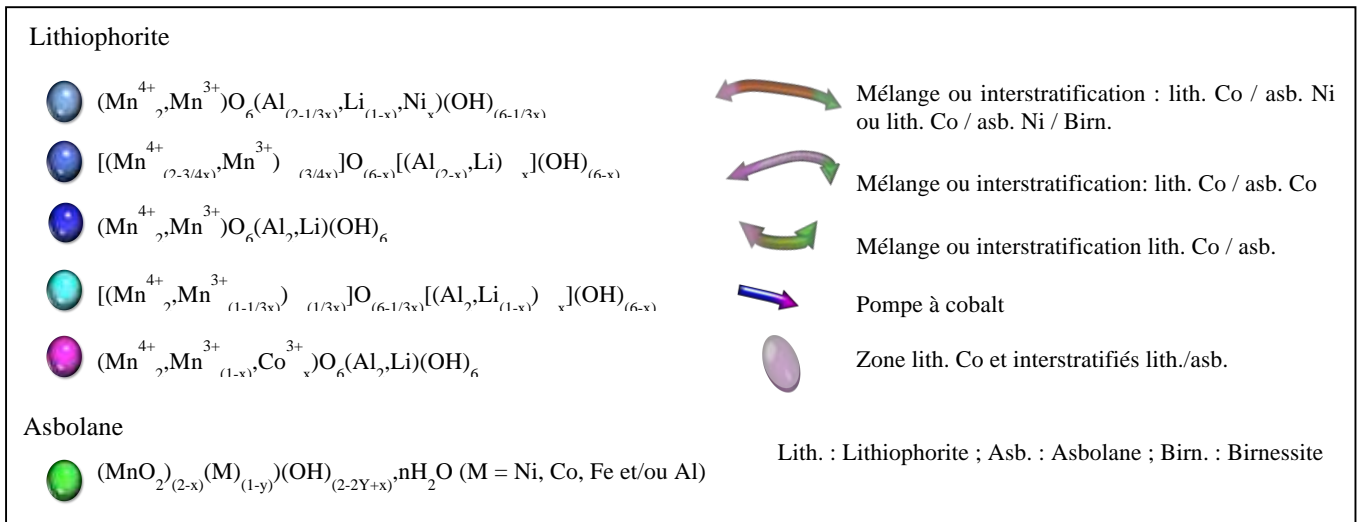 Lithiophorite
(Mn⁴⁺₂,Mn³⁺)O₆(Al₍₂₋₁/₃ₓ₎,Li₍₁₋ₓ₎,Niₓ)(OH)₍₆₋₁/₃ₓ₎
[(Mn⁴⁺₍₂₋₃/₄ₓ₎,Mn³⁺) ₍₃/₄ₓ₎]O₍₆₋ₓ₎[(Al₍₂₋ₓ₎,Li) ₓ](OH)₍₆₋ₓ₎
(Mn⁴⁺₂,Mn³⁺)O₆(Al₂,Li)(OH)₆
[(Mn⁴⁺₂,Mn³⁺₍₁₋₁/₃ₓ₎) ₍₁/₃ₓ₎]O₍₆₋₁/₃ₓ₎[(Al₂,Li₍₁₋ₓ₎) ₓ](OH)₍₆₋ₓ₎
(Mn⁴⁺₂,Mn³⁺₍₁₋ₓ₎,Co³⁺ₓ)O₆(Al₂,Li)(OH)₆
Asbolane
(MnO₂)₍₂₋ₓ₎(M)₍₁₋y₎)(OH)₍₂₋₂Y₊ₓ₎,nH₂O (M = Ni, Co, Fe et/ou Al)
Mélange ou interstratification : lith. Co / asb. Ni
ou lith. Co / asb. Ni / Birn.
Mélange ou interstratification: lith. Co / asb. Co
Mélange ou interstratification lith. Co / asb.
Pompe à cobalt
Zone lith. Co et interstratifiés lith./asb.
Lith. : Lithiophorite ; Asb. : Asbolane ; Birn. : Birnessite